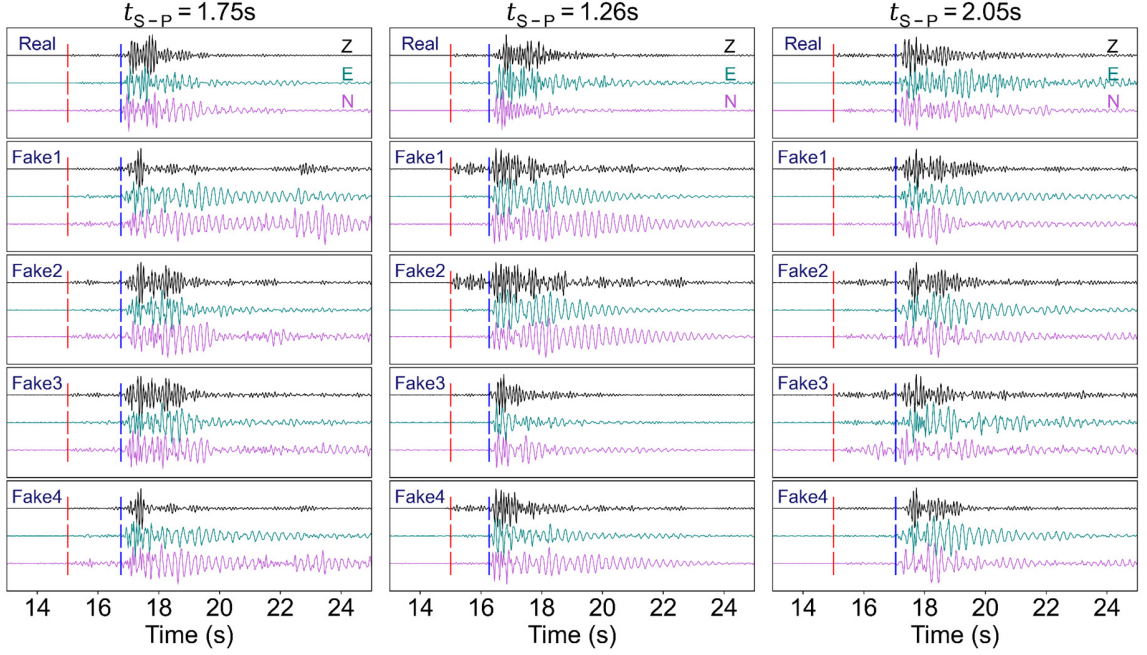 t_S–P = 1.75s
t_S–P = 1.26s
t_S–P = 2.05s
Real Z
E
N
Real Z
E
N
Real Z
E
N
Fake1
Fake1
Fake1
Fake2
Fake2
Fake2
Fake3
Fake3
Fake3
Fake4
Fake4
Fake4
14 16 18 20 22 24
14 16 18 20 22 24
14 16 18 20 22 24
Time (s)
Time (s)
Time (s)